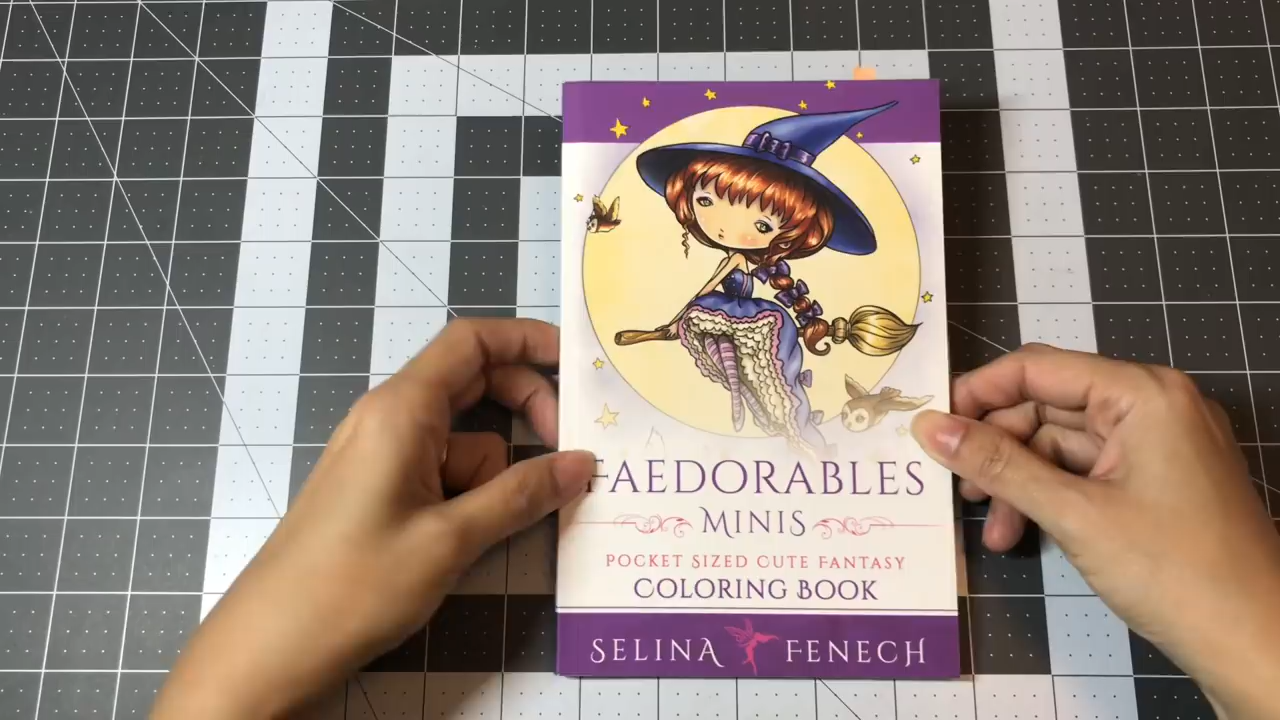 FAEDORABLES
MINIS
POCKET SIZED CUTE FANTASY
COLORING BOOK
SELINA FENECH